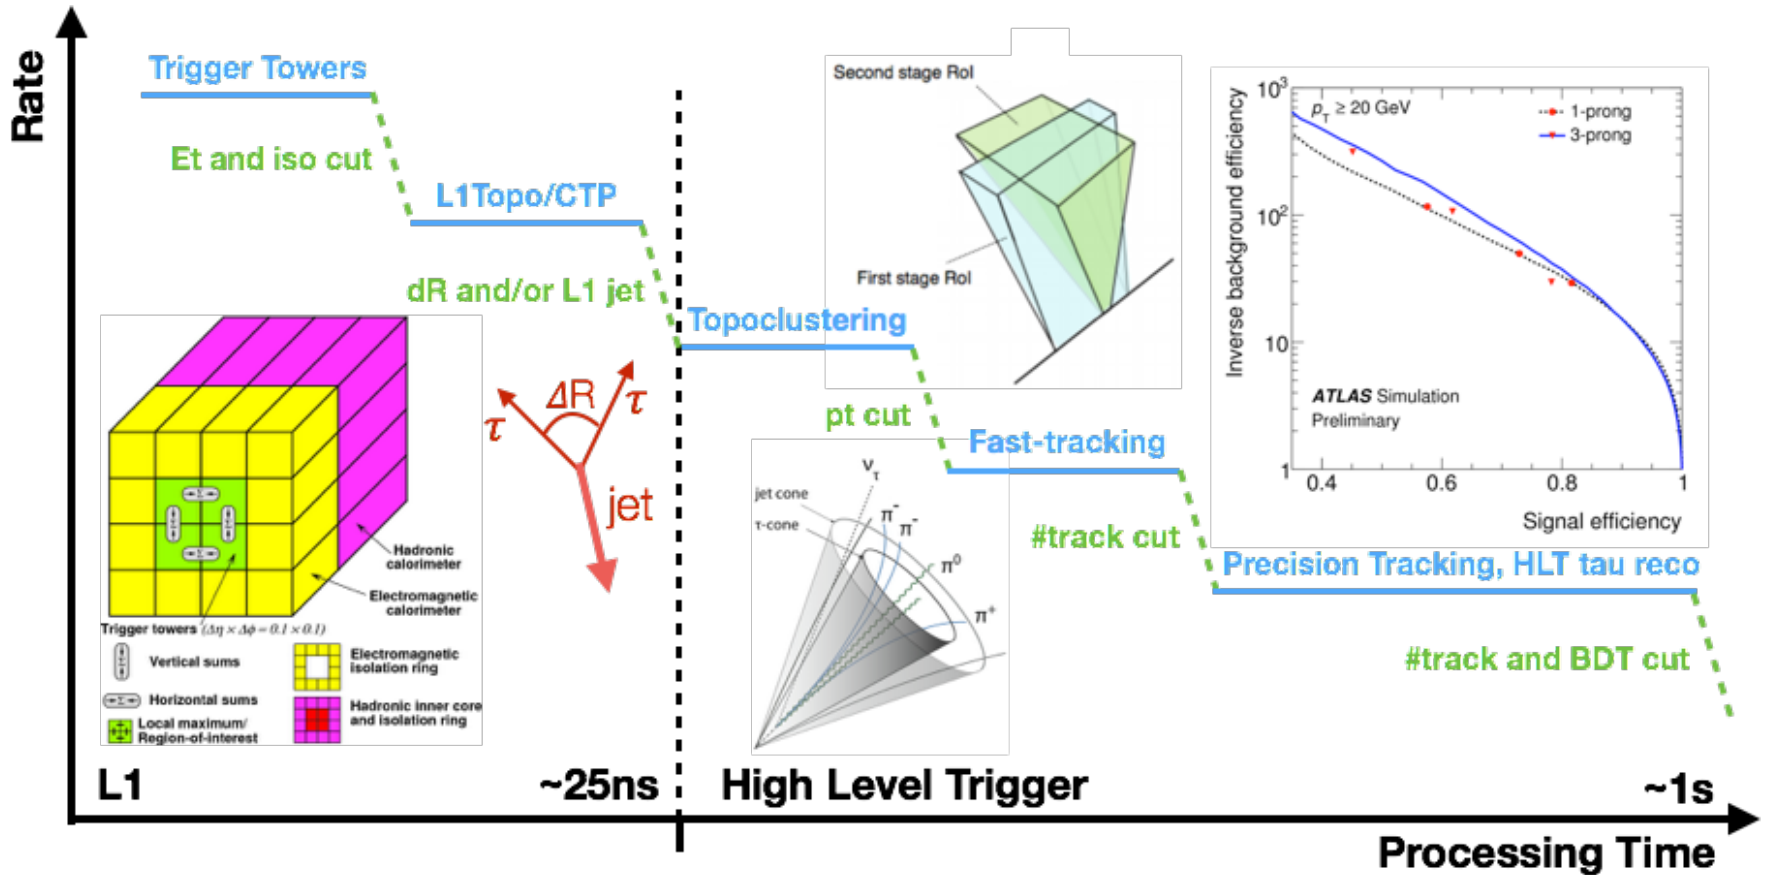 Rate
Trigger Towers
Et and iso cut
L1Topo/CTP
dR and/or L1 jet
Topoclustering
pt cut
Fast-tracking
#track cut
Precision Tracking, HLT tau reco
#track and BDT cut
Hadronic
calorimeter
Electromagnetic
calorimeter
Trigger towers (Δη × Δφ = 0.1 × 0.1)
Vertical sums
Horizontal sums
Local maximum/
Region-of-interest
Electromagnetic
isolation ring
Hadronic inner core
and isolation ring
Σ
Σ
Σ
Σ
Σ
Σ
τ
ΔR
τ
jet
Second stage RoI
First stage RoI
ντ
jet cone
τ-cone
π-
π-
π0
π+
Inverse background efficiency
10³
10²
10
1
pT ≥ 20 GeV
1-prong
3-prong
ATLAS Simulation
Preliminary
0.4 0.6 0.8 1
Signal efficiency
L1 ~25ns High Level Trigger ~1s
Processing Time